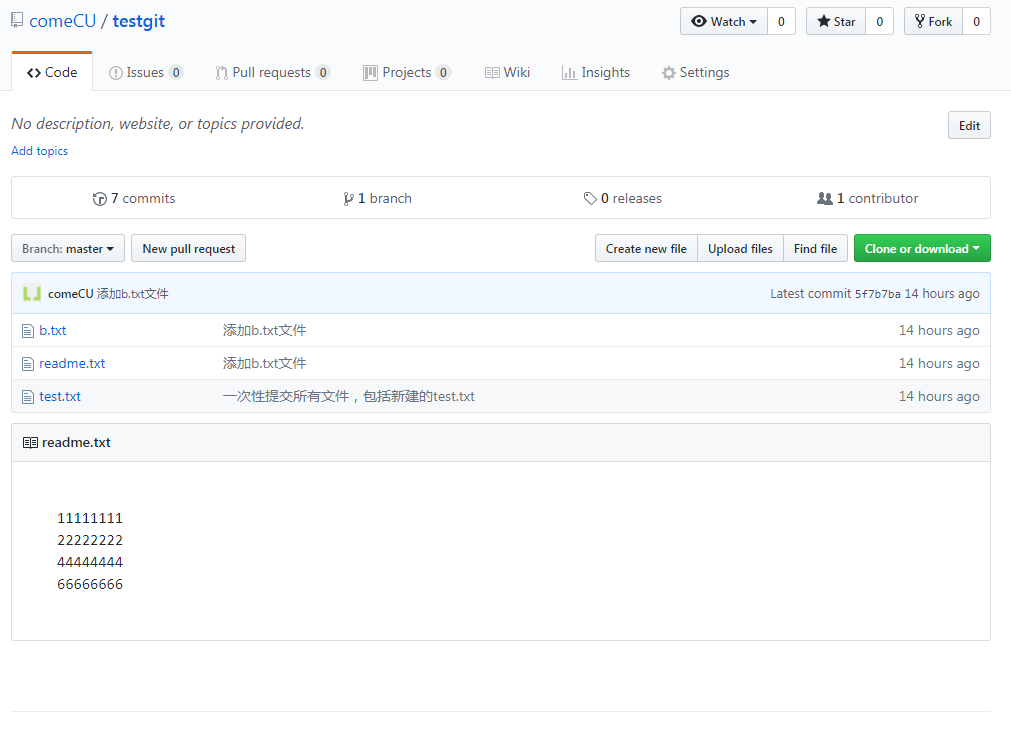 comeCU / testgit Watch 0 Star 0 Fork 0
Code Issues 0 Pull requests 0 Projects 0 Wiki Insights Settings
No description, website, or topics provided. Edit
Add topics
7 commits 1 branch 0 releases 1 contributor
Branch: master New pull request Create new file Upload files Find file Clone or download
comeCU 添加b.txt文件 Latest commit 5f7b7ba 14 hours ago
b.txt 添加b.txt文件 14 hours ago
readme.txt 添加b.txt文件 14 hours ago
test.txt 一次性提交所有文件，包括新建的test.txt 14 hours ago
readme.txt
11111111
22222222
44444444
66666666